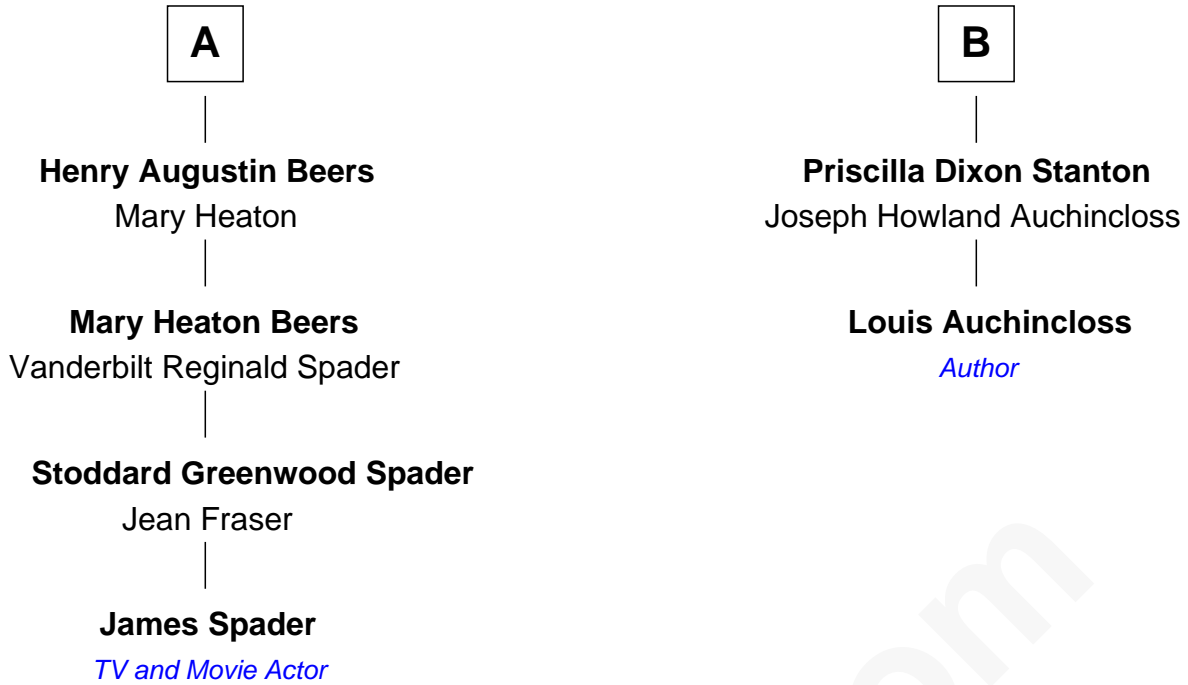 A
Henry Augustin Beers
Mary Heaton
Mary Heaton Beers
Vanderbilt Reginald Spader
Stoddard Greenwood Spader
Jean Fraser
James Spader
TV and Movie Actor
B
Priscilla Dixon Stanton
Joseph Howland Auchincloss
Louis Auchincloss
Author
om